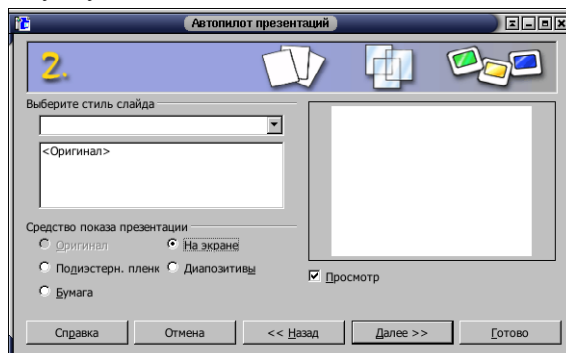 Автопилот презентаций
2.
Выберите стиль слайда
<Оригинал>
Средство показа презентации
Оригинал На экране
Полиэстерн. пленк Диапозитивы
Бумага
Просмотр
Справка Отмена << Назад Далее >> Готово